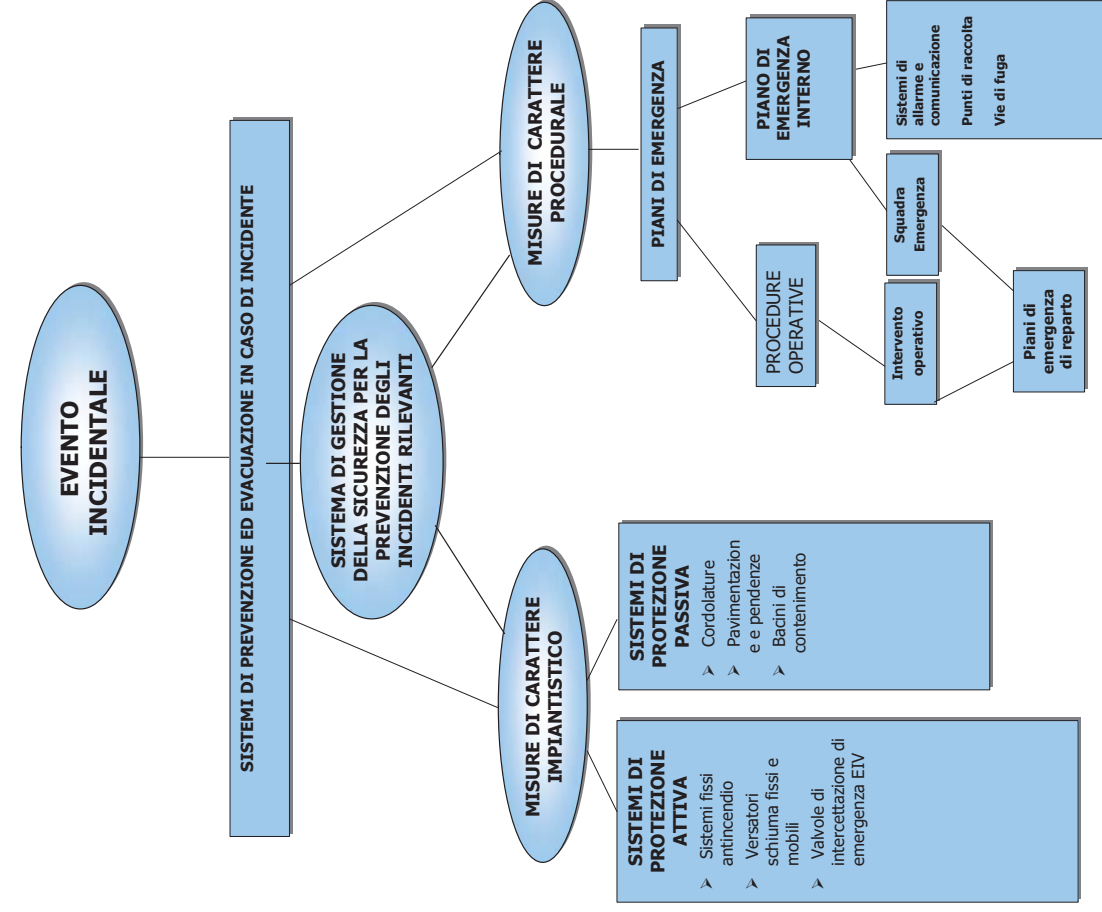 EVENTO
INCIDENTALE
SISTEMI DI PREVENZIONE ED EVACUAZIONE IN CASO DI INCIDENTE
SISTEMA DI GESTIONE
DELLA SICUREZZA PER LA
PREVENZIONE DEGLI
INCIDENTI RILEVANTI
MISURE DI CARATTERE
IMPIANTISTICO
MISURE DI CARATTERE
PROCEDURALE
SISTEMI DI
PROTEZIONE
ATTIVA
➢ Sistemi fissi
antincendio
➢ Versatori
schiuma fissi e
mobili
➢ Valvole di
intercettazione di
emergenza EIV
SISTEMI DI
PROTEZIONE
PASSIVA
➢ Cordolature
➢ Pavimentazion
e e pendenze
➢ Bacini di
contenimento
PIANI DI EMERGENZA
PROCEDURE
OPERATIVE
PIANO DI
EMERGENZA
INTERNO
Intervento
operativo
Squadra
Emergenza
Sistemi di
allarme e
comunicazione
Punti di raccolta
Vie di fuga
Piani di
emergenza
di reparto